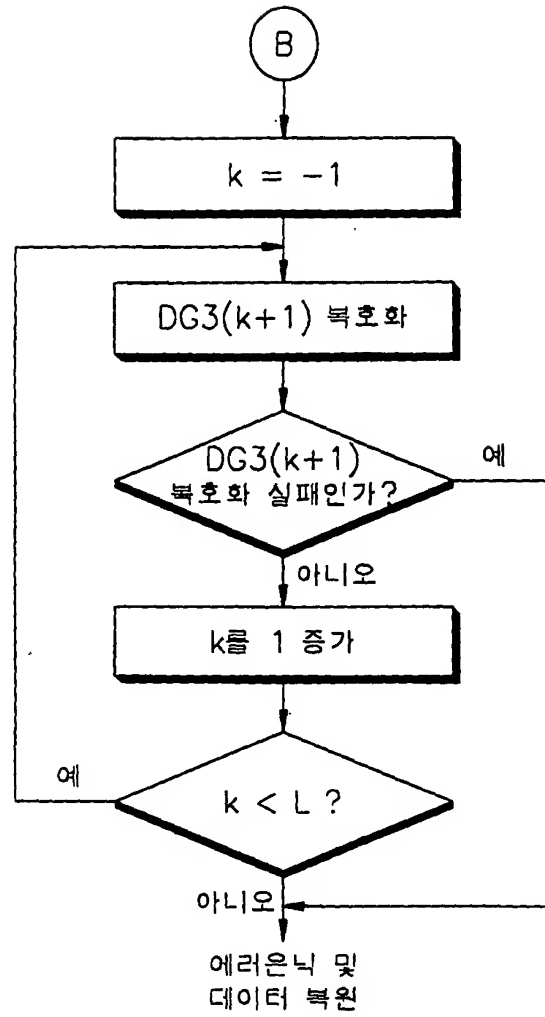 B
k = -1
DG3(k+1) 복호화
DG3(k+1)
복호화 실패인가?
예
아니오
k를 1 증가
예
k < L ?
아니오
에러은닉 및
데이터 복원